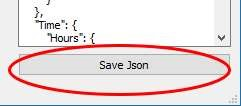 }
},
"Time": {
"Hours": {
Save Json